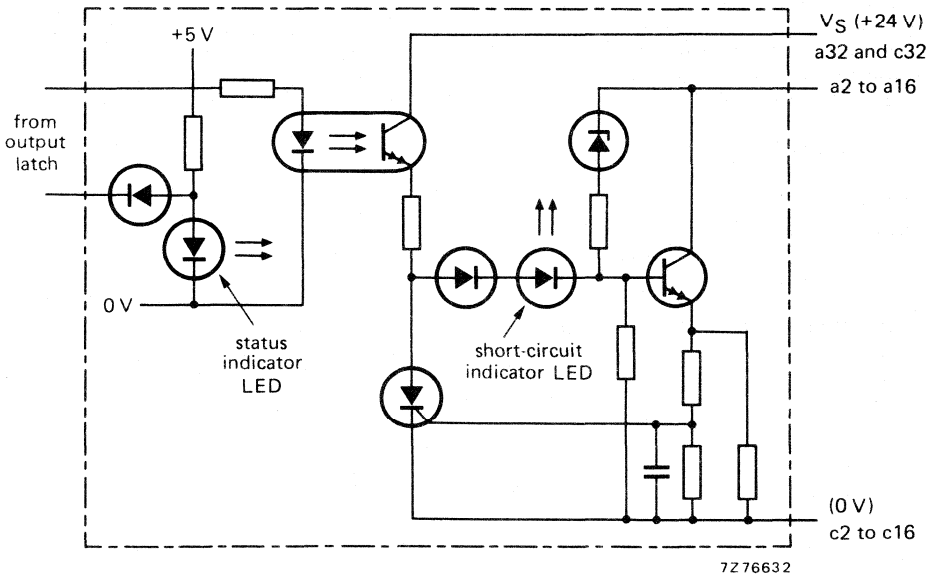 +5 V
V_S (+24 V)
a32 and c32
a2 to a16
from
output
latch
0 V
status
indicator
LED
short-circuit
indicator LED
(0 V)
c2 to c16
7Z76632